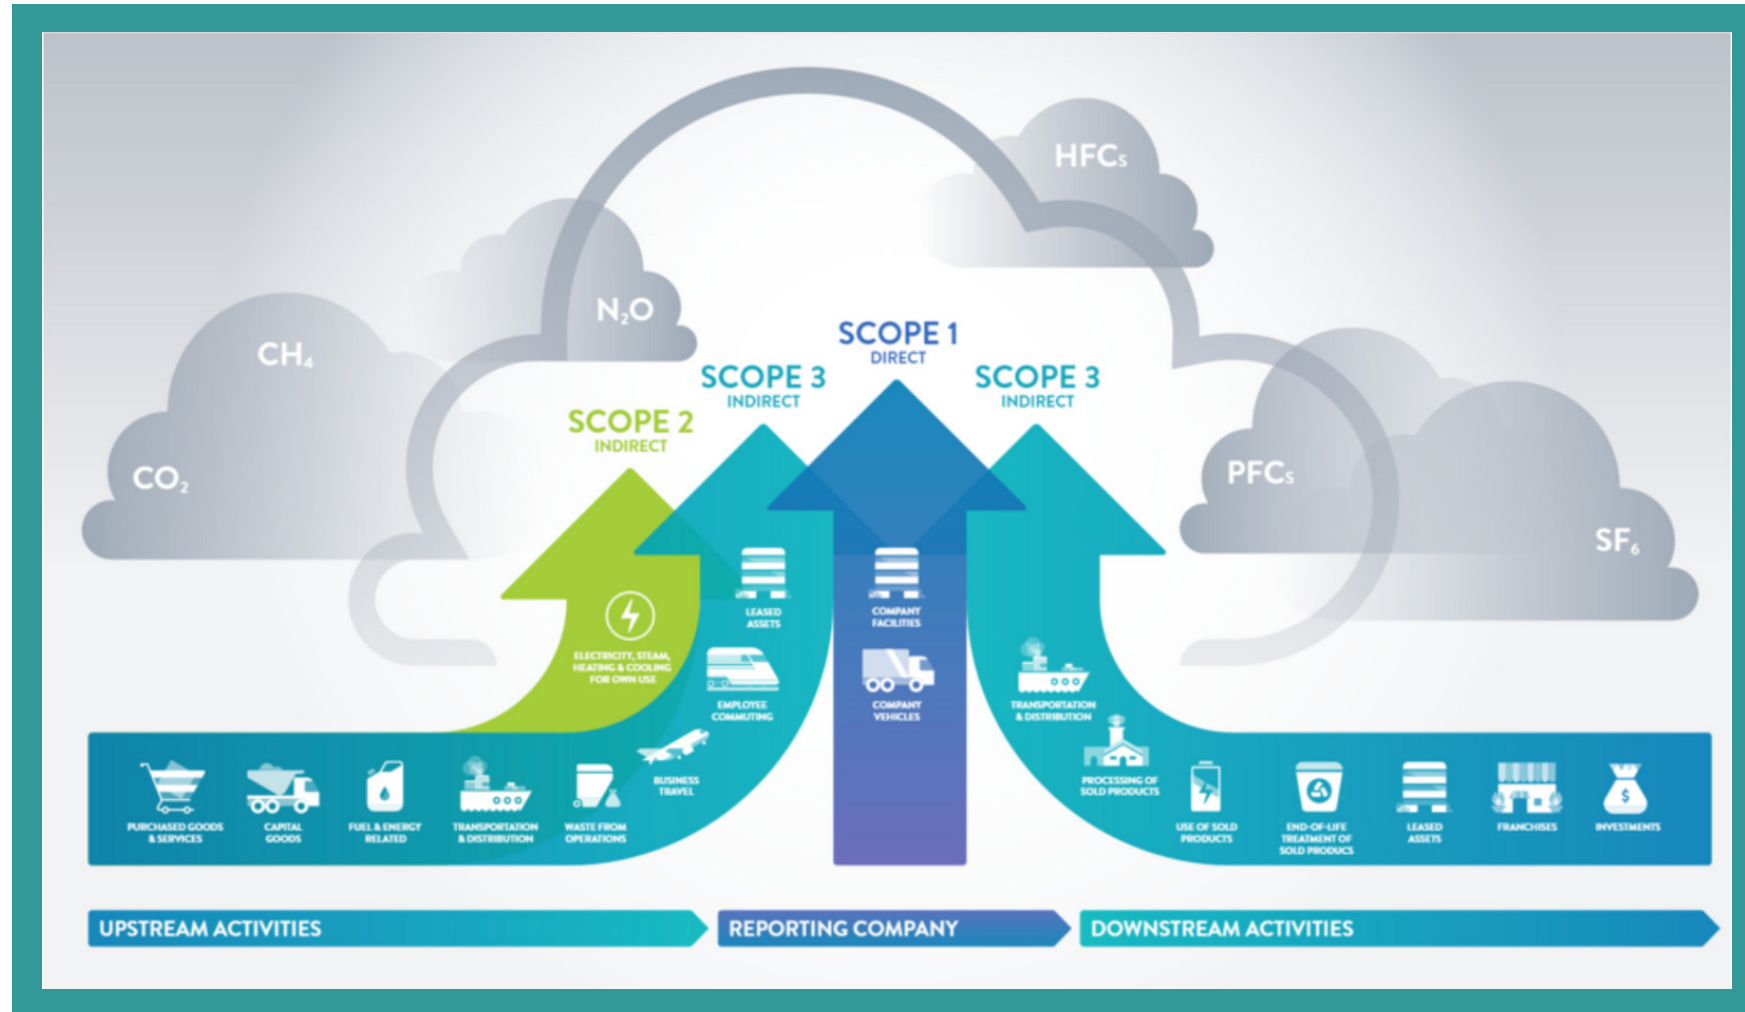 HFCs
N₂O
CH₄
CO₂
PFCs
SF₆
SCOPE 2
INDIRECT
SCOPE 3
INDIRECT
SCOPE 1
DIRECT
SCOPE 3
INDIRECT
ELECTRICITY, STEAM,
HEATING & COOLING
FOR OWN USE
LEASED
ASSETS
EMPLOYEE
COMMUTING
BUSINESS
TRAVEL
PURCHASED GOODS
& SERVICES
CAPITAL
GOODS
FUEL & ENERGY
RELATED
TRANSPORTATION
& DISTRIBUTION
WASTE FROM
OPERATIONS
COMPANY
FACILITIES
COMPANY
VEHICLES
TRANSPORTATION
& DISTRIBUTION
PROCESSING OF
SOLD PRODUCTS
USE OF SOLD
PRODUCTS
END-OF-LIFE
TREATMENT OF
SOLD PRODUCS
LEASED
ASSETS
FRANCHISES
$
INVESTMENTS
UPSTREAM ACTIVITIES
REPORTING COMPANY
DOWNSTREAM ACTIVITIES